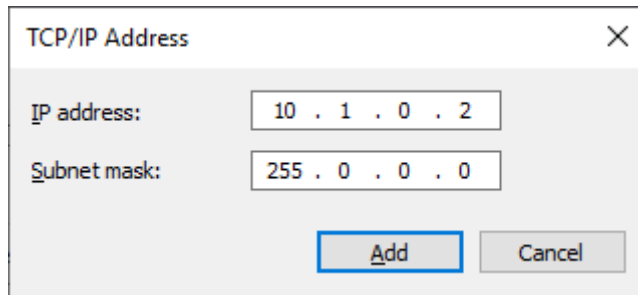 TCP/IP Address
IP address: 10 . 1 . 0 . 2
Subnet mask: 255 . 0 . 0 . 0
Add Cancel